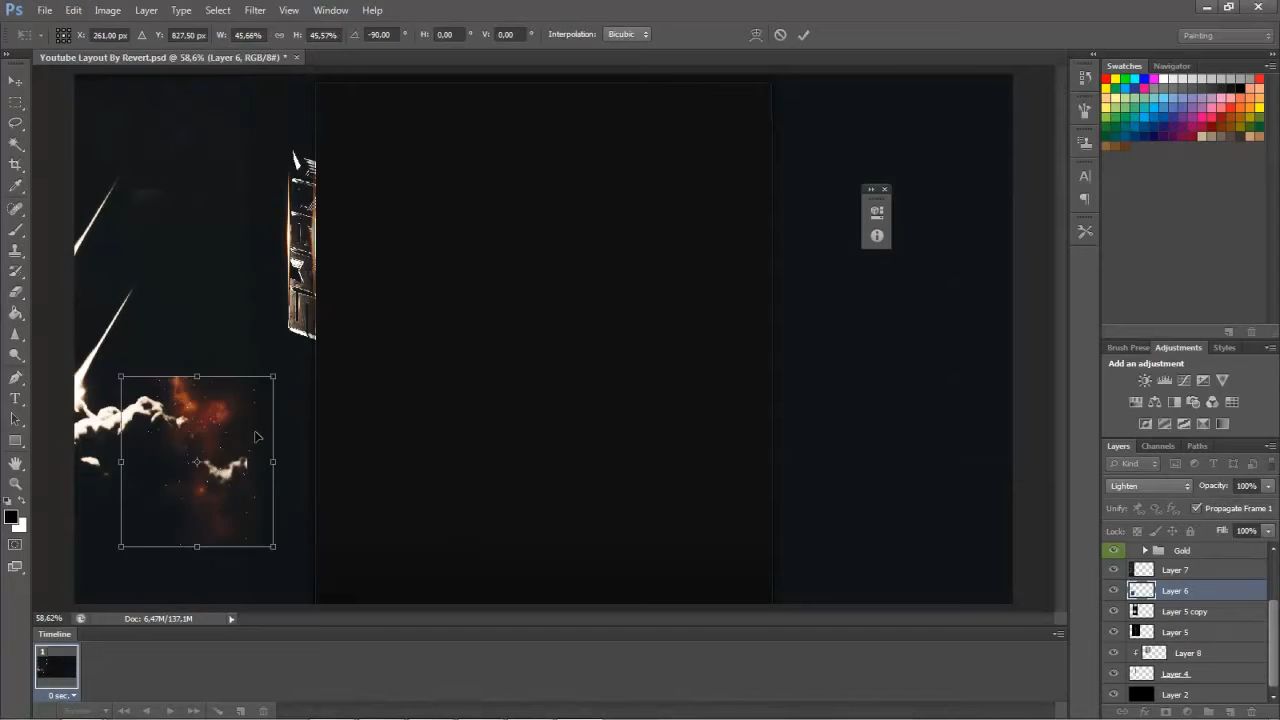 Ps File Edit Image Layer Type Select Filter View Window Help
X: 261,00 px Y: 827,50 px W: 45,66% H: 45,57% -90,00 ° H: 0,00 ° V: 0,00 ° Interpolation: Bicubic Painting
Youtube Layout By Revert.psd @ 58,6% (Layer 6, RGB/8#) * ×
Swatches Navigator
Brush Prese Adjustments Styles
Add an adjustment
Layers Channels Paths
Kind
Lighten Opacity: 100%
Unify: Propagate Frame 1
Lock: Fill: 100%
Gold
Layer 7
Layer 6
Layer 5 copy
Layer 5
Layer 8
Layer 4
Layer 2
58,62% Doc: 6,47M/137,1M
Timeline
1
0 sec.